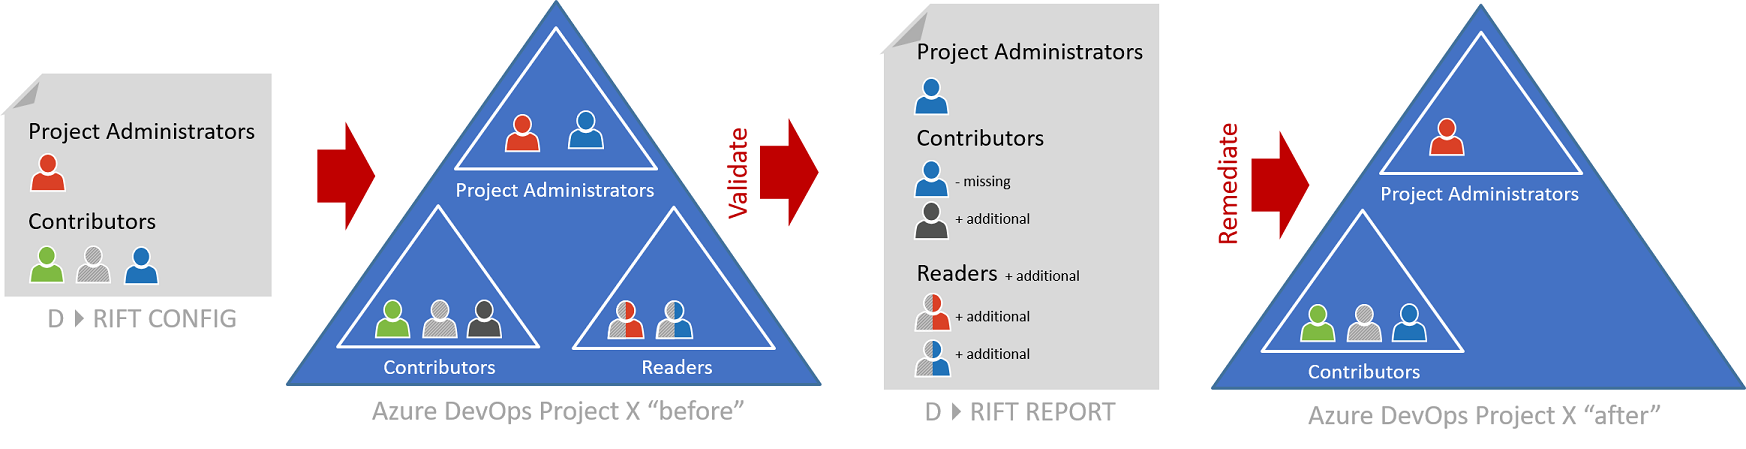 Project Administrators
Contributors
D ▸ RIFT CONFIG
Project Administrators
Contributors
Readers
Azure DevOps Project X “before”
Validate
Project Administrators
Contributors
- missing
+ additional
Readers + additional
+ additional
+ additional
D ▸ RIFT REPORT
Remediate
Project Administrators
Contributors
Azure DevOps Project X “after”